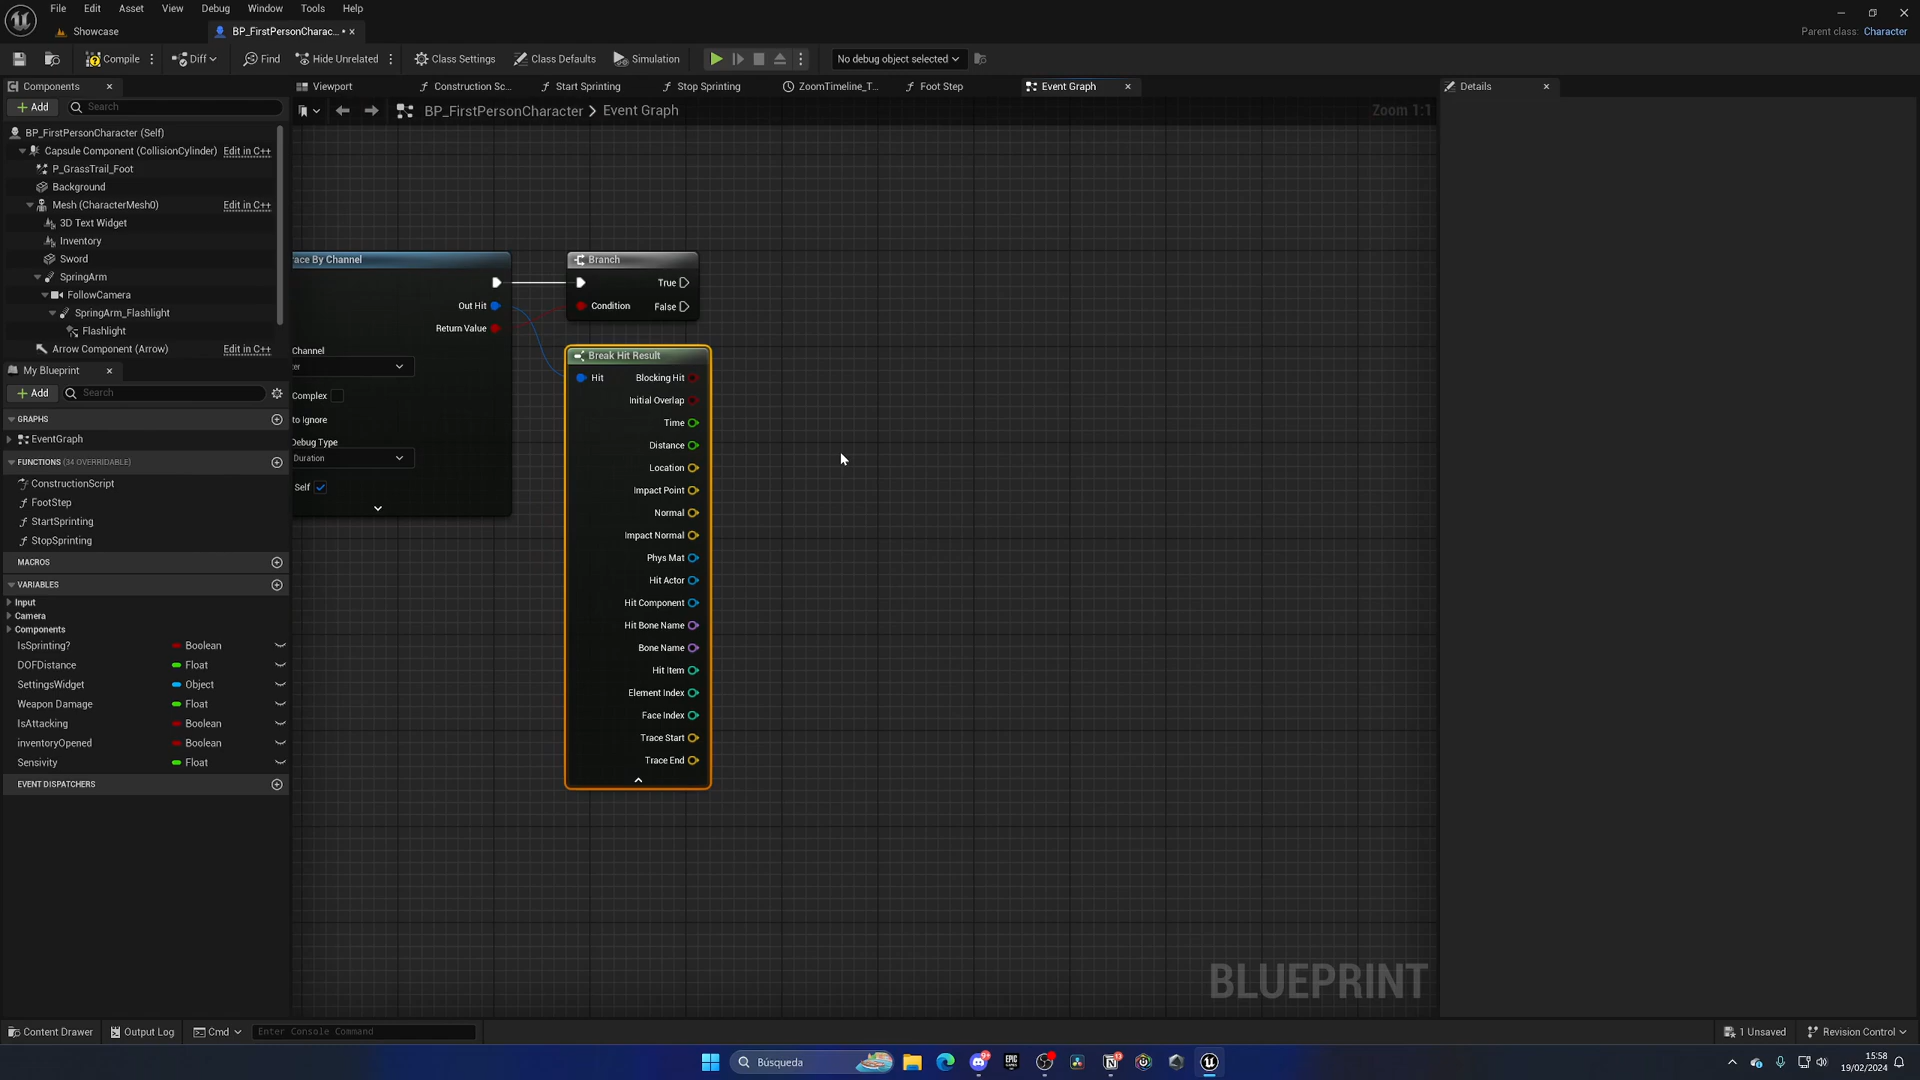 File Edit Asset View Debug Window Tools Help
Showcase
BP_FirstPersonCharac... •
Parent class: Character
Compile
Diff
Find
Hide Unrelated
Class Settings
Class Defaults
Simulation
No debug object selected
Components
Add
Search
BP_FirstPersonCharacter (Self)
Capsule Component (CollisionCylinder) Edit in C++
P_GrassTrail_Foot
Background
Mesh (CharacterMesh0) Edit in C++
3D Text Widget
Inventory
Sword
SpringArm
FollowCamera
SpringArm_Flashlight
Flashlight
Arrow Component (Arrow) Edit in C++
My Blueprint
Add
Search
GRAPHS
EventGraph
FUNCTIONS (34 OVERRIDABLE)
ConstructionScript
FootStep
StartSprinting
StopSprinting
MACROS
VARIABLES
Input
Camera
Components
IsSprinting? Boolean
DOFDistance Float
SettingsWidget Object
Weapon Damage Float
IsAttacking Boolean
inventoryOpened Boolean
Sensivity Float
EVENT DISPATCHERS
Viewport
Construction Sc...
Start Sprinting
Stop Sprinting
ZoomTimeline_T...
Foot Step
Event Graph
BP_FirstPersonCharacter > Event Graph
Zoom 1:1
ace By Channel
Out Hit
Return Value
Channel
er
Complex
to Ignore
Debug Type
Duration
Self
Branch
True
Condition
False
Break Hit Result
Hit
Blocking Hit
Initial Overlap
Time
Distance
Location
Impact Point
Normal
Impact Normal
Phys Mat
Hit Actor
Hit Component
Hit Bone Name
Bone Name
Hit Item
Element Index
Face Index
Trace Start
Trace End
BLUEPRINT
Details
Content Drawer
Output Log
Cmd
Enter Console Command
1 Unsaved
Revision Control
Búsqueda
EPIC GAMES
15:58
19/02/2024